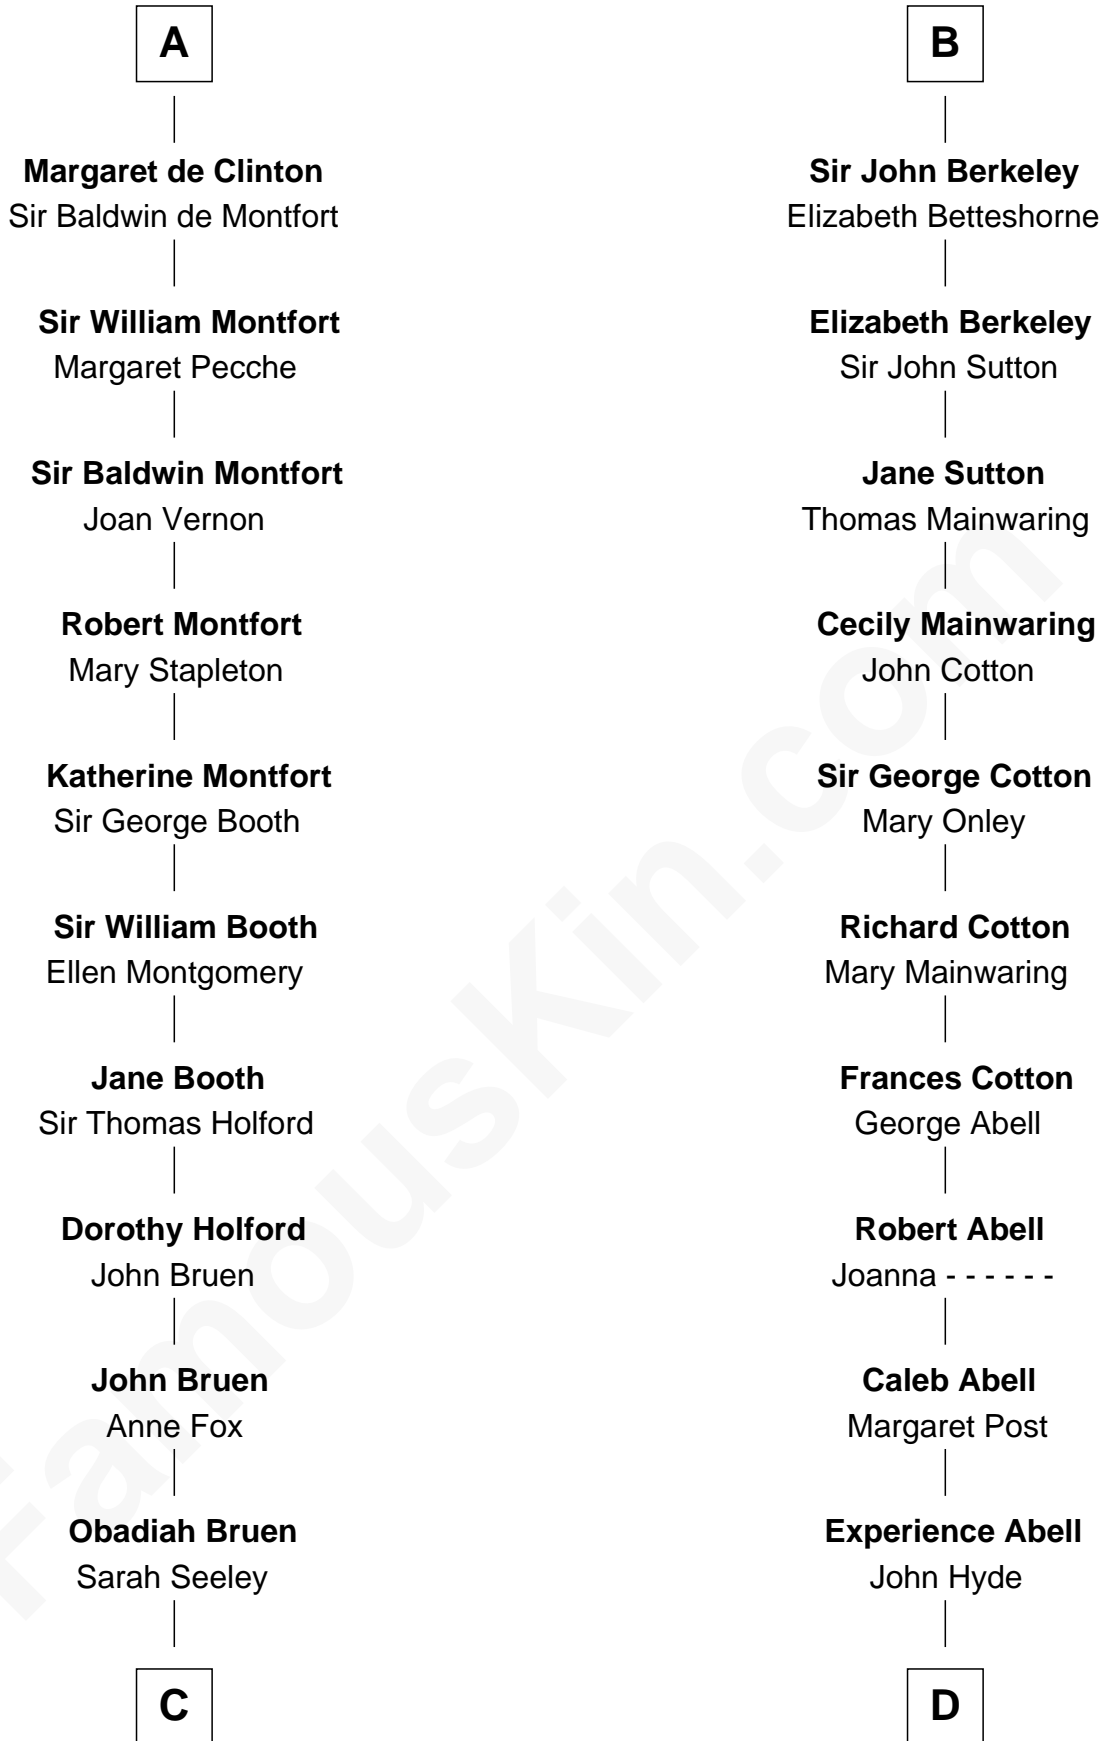 A
Margaret de Clinton
Sir Baldwin de Montfort
Sir William Montfort
Margaret Pecche
Sir Baldwin Montfort
Joan Vernon
Robert Montfort
Mary Stapleton
Katherine Montfort
Sir George Booth
Sir William Booth
Ellen Montgomery
Jane Booth
Sir Thomas Holford
Dorothy Holford
John Bruen
John Bruen
Anne Fox
Obadiah Bruen
Sarah Seeley
C
B
Sir John Berkeley
Elizabeth Betteshorne
Elizabeth Berkeley
Sir John Sutton
Jane Sutton
Thomas Mainwaring
Cecily Mainwaring
John Cotton
Sir George Cotton
Mary Onley
Richard Cotton
Mary Mainwaring
Frances Cotton
George Abell
Robert Abell
Joanna - - - - - -
Caleb Abell
Margaret Post
Experience Abell
John Hyde
D
FamousKin.com